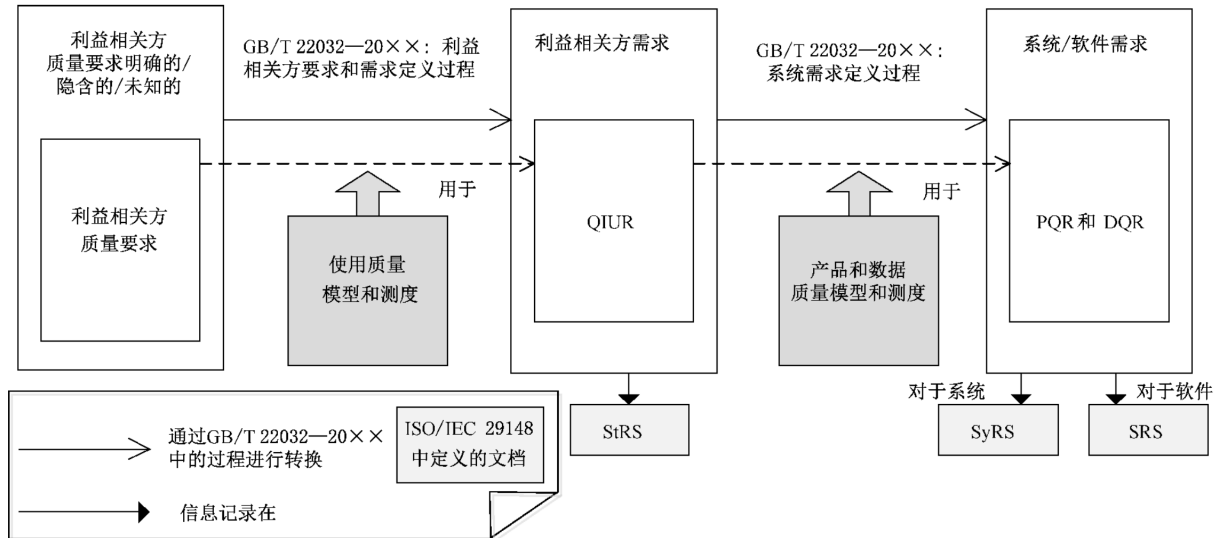 利益相关方
质量要求明确的/
隐含的/未知的
利益相关方
质量要求
GB/T 22032—20××：利益
相关方要求和需求定义过程
用于
使用质量
模型和测度
利益相关方需求
QIUR
GB/T 22032—20××：
系统需求定义过程
用于
产品和数据
质量模型和测度
系统/软件需求
PQR 和 DQR
StRS
对于系统
SyRS
对于软件
SRS
通过GB/T 22032—20××
中的过程进行转换
ISO/IEC 29148
中定义的文档
信息记录在